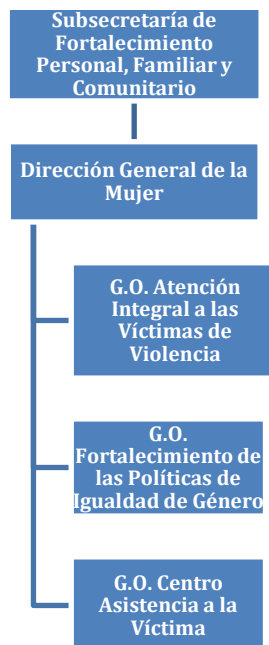 Subsecretaría de
Fortalecimiento
Personal, Familiar y
Comunitario
Dirección General de la
Mujer
G.O. Atención
Integral a las
Víctimas de
Violencia
G.O.
Fortalecimiento de
las Políticas de
Igualdad de Género
G.O. Centro
Asistencia a la
Víctima